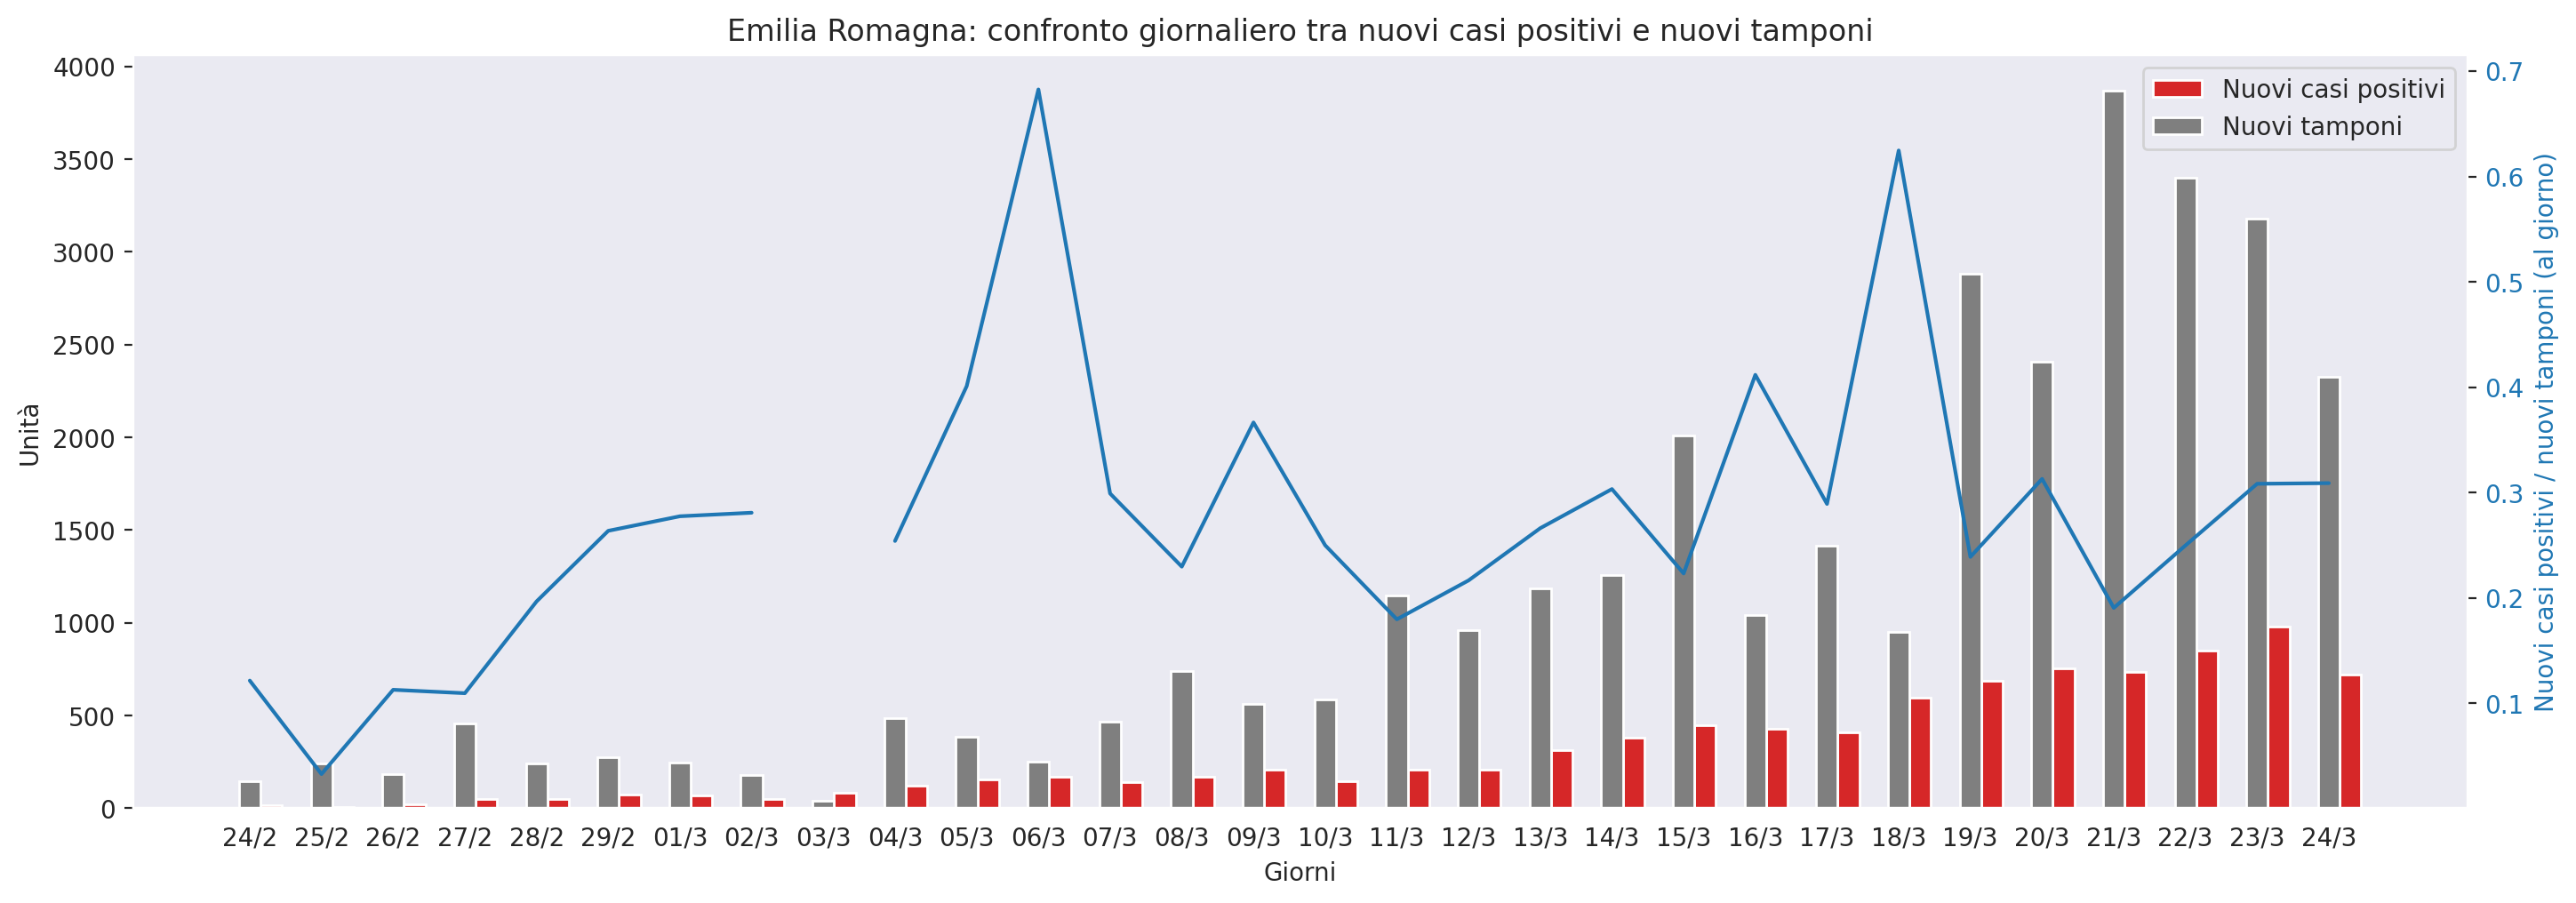 Emilia Romagna: confronto giornaliero tra nuovi casi positivi e nuovi tamponi
4000
3500
3000
2500
2000
1500
1000
500
0
Unità
Nuovi casi positivi
Nuovi tamponi
0.7
0.6
0.5
0.4
0.3
0.2
0.1
Nuovi casi positivi / nuovi tamponi (al giorno)
24/2 25/2 26/2 27/2 28/2 29/2 01/3 02/3 03/3 04/3 05/3 06/3 07/3 08/3 09/3 10/3 11/3 12/3 13/3 14/3 15/3 16/3 17/3 18/3 19/3 20/3 21/3 22/3 23/3 24/3
Giorni